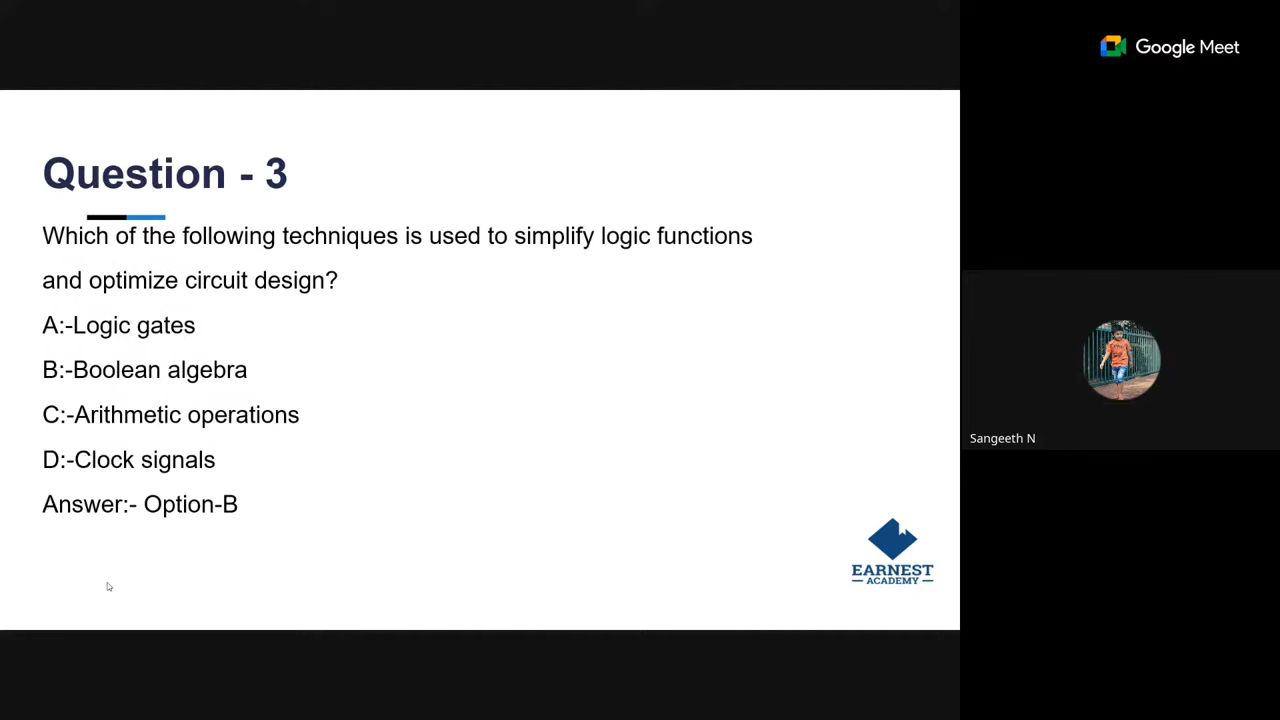 Google Meet
Question - 3
Which of the following techniques is used to simplify logic functions
and optimize circuit design?
A:-Logic gates
B:-Boolean algebra
C:-Arithmetic operations
D:-Clock signals
Answer:- Option-B
EARNEST
ACADEMY
Sangeeth N